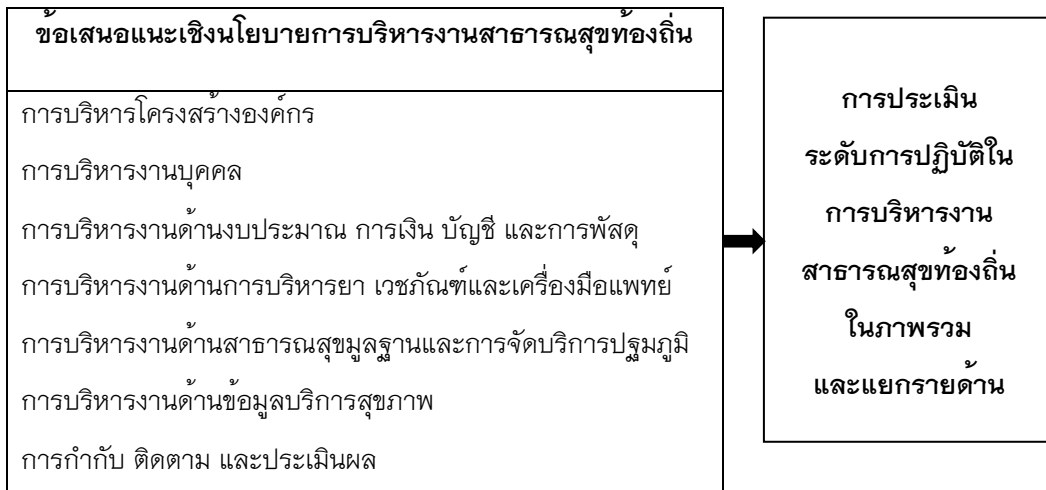 ข้อเสนอแนะเชิงนโยบายการบริหารงานสาธารณสุขท้องถิ่น
การบริหารโครงสร้างองค์กร
การบริหารงานบุคคล
การบริหารงานด้านงบประมาณ การเงิน บัญชี และการพัสดุ
การบริหารงานด้านการบริหารยา เวชภัณฑ์และเครื่องมือแพทย์
การบริหารงานด้านสาธารณสุขมูลฐานและการจัดบริการปฐมภูมิ
การบริหารงานด้านข้อมูลบริการสุขภาพ
การกำกับ ติดตาม และประเมินผล
การประเมิน
ระดับการปฏิบัติใน
การบริหารงาน
สาธารณสุขท้องถิ่น
ในภาพรวม
และแยกรายด้าน